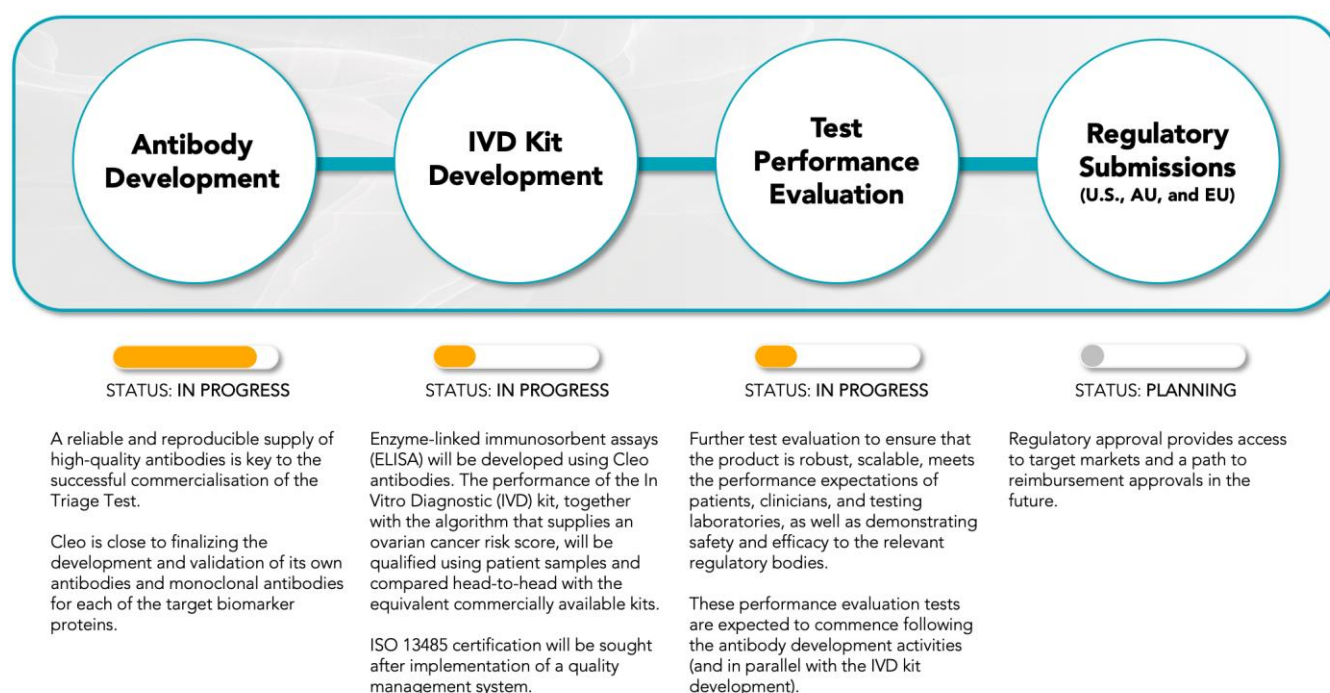 Antibody
Development
IVD Kit
Development
Test
Performance
Evaluation
Regulatory
Submissions
(U.S., AU, and EU)
STATUS: IN PROGRESS
A reliable and reproducible supply of
high-quality antibodies is key to the
successful commercialisation of the
Triage Test.
Cleo is close to finalizing the
development and validation of its own
antibodies and monoclonal antibodies
for each of the target biomarker
proteins.
STATUS: IN PROGRESS
Enzyme-linked immunosorbent assays
(ELISA) will be developed using Cleo
antibodies. The performance of the In
Vitro Diagnostic (IVD) kit, together
with the algorithm that supplies an
ovarian cancer risk score, will be
qualified using patient samples and
compared head-to-head with the
equivalent commercially available kits.
ISO 13485 certification will be sought
after implementation of a quality
management system.
STATUS: IN PROGRESS
Further test evaluation to ensure that
the product is robust, scalable, meets
the performance expectations of
patients, clinicians, and testing
laboratories, as well as demonstrating
safety and efficacy to the relevant
regulatory bodies.
These performance evaluation tests
are expected to commence following
the antibody development activities
(and in parallel with the IVD kit
development).
STATUS: PLANNING
Regulatory approval provides access
to target markets and a path to
reimbursement approvals in the
future.